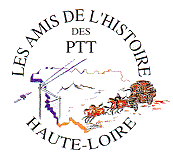 LES AMIS DE L'HISTOIRE
DES
PTT
HAUTE-LOIRE